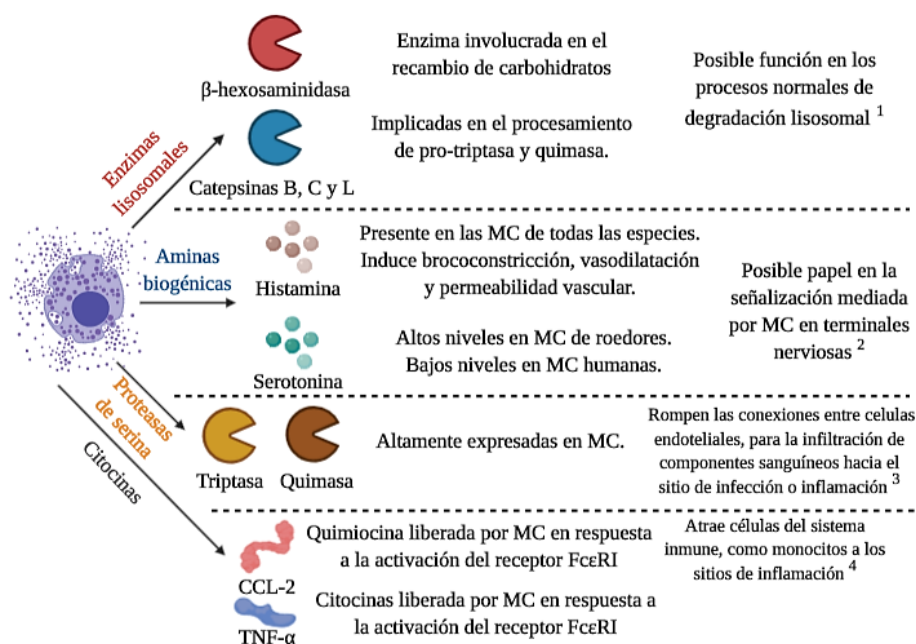 Enzimas
lisosomales
β-hexosaminidasa
Enzima involucrada en el
recambio de carbohidratos
Catepsinas B, C y L
Implicadas en el procesamiento
de pro-triptasa y quimasa.
Posible función en los
procesos normales de
degradación lisosomal 1
Aminas
biogénicas
Histamina
Presente en las MC de todas las especies.
Induce brococonstricción, vasodilatación
y permeabilidad vascular.
Serotonina
Altos niveles en MC de roedores.
Bajos niveles en MC humanas.
Posible papel en la
señalización mediada
por MC en terminales
nerviosas 2
Proteasas
de serina
Triptasa
Quimasa
Altamente expresadas en MC.
Rompen las conexiones entre celulas
endoteliales, para la infiltración de
componentes sanguíneos hacia el
sitio de infección o inflamación 3
Citocinas
CCL-2
Quimiocina liberada por MC en respuesta
a la activación del receptor FcεRI
Atrae células del sistema
inmune, como monocitos a los
sitios de inflamación 4
TNF-α
Citocinas liberada por MC en respuesta a
la activación del receptor FcεRI